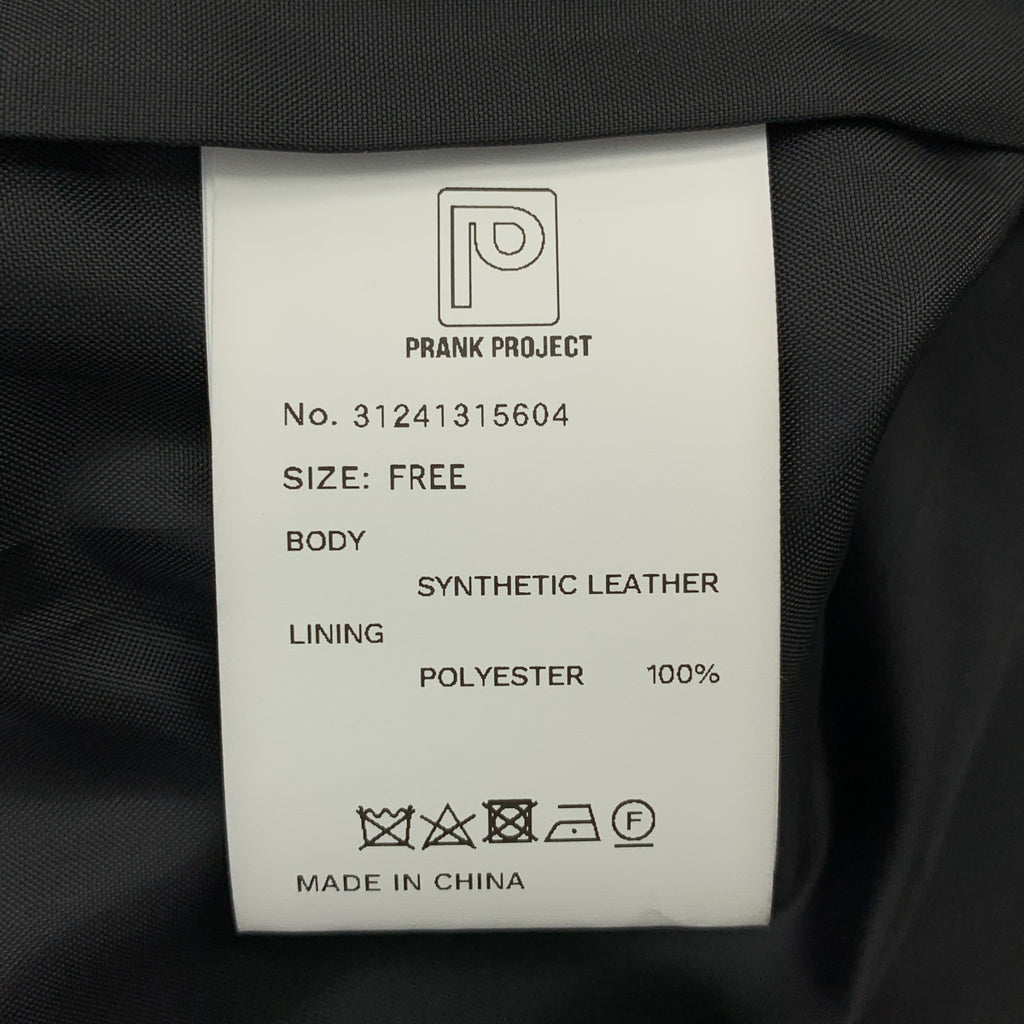 P
PRANK PROJECT
No. 31241315604
SIZE: FREE
BODY
SYNTHETIC LEATHER
LINING
POLYESTER 100%
F
MADE IN CHINA